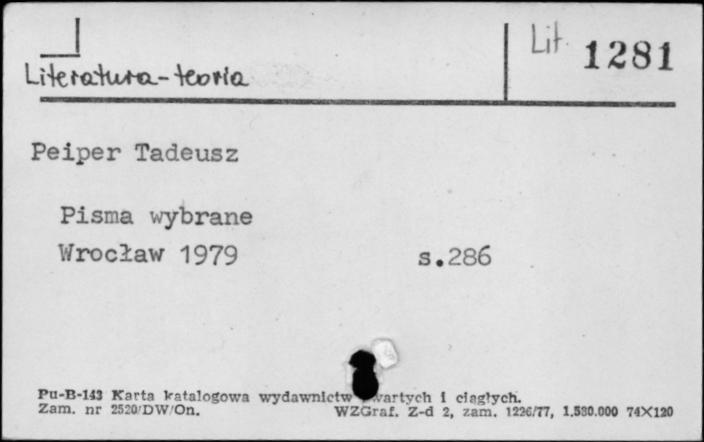 Lit. 1281
Literatura-teoria
Peiper Tadeusz
Pisma wybrane
Wrocław 1979 s.286
Pu-B-143 Karta katalogowa wydawnictw zwartych i ciągłych.
Zam. nr 2520/DW/On. WZGraf. Z-d 2, zam. 1226/77, 1.580.000 74X120